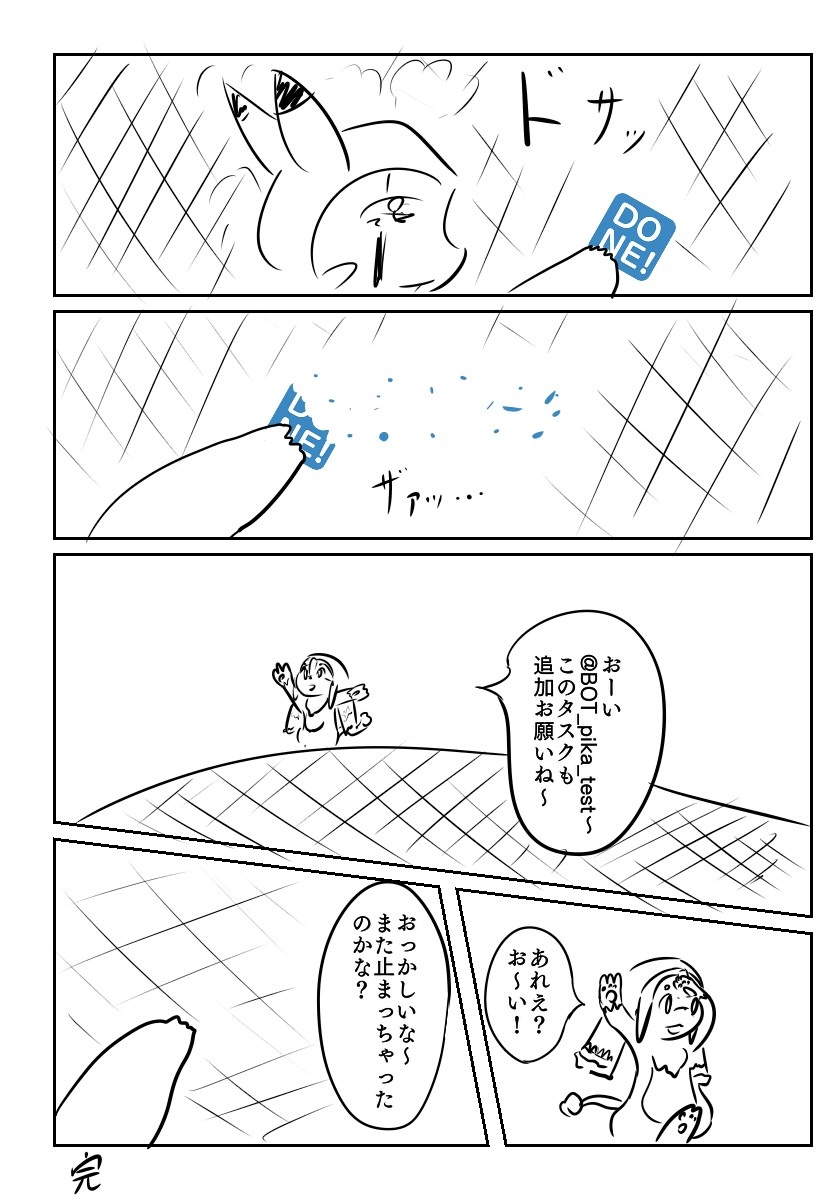 ドサッ
DO
NE!
D
NE!
ザァッ...
おーい
@BOT_pika_test～
このタスクも
追加お願いね～
あれえ？
お～い！
おっかしいな～
また止まっちゃった
のかな？
完